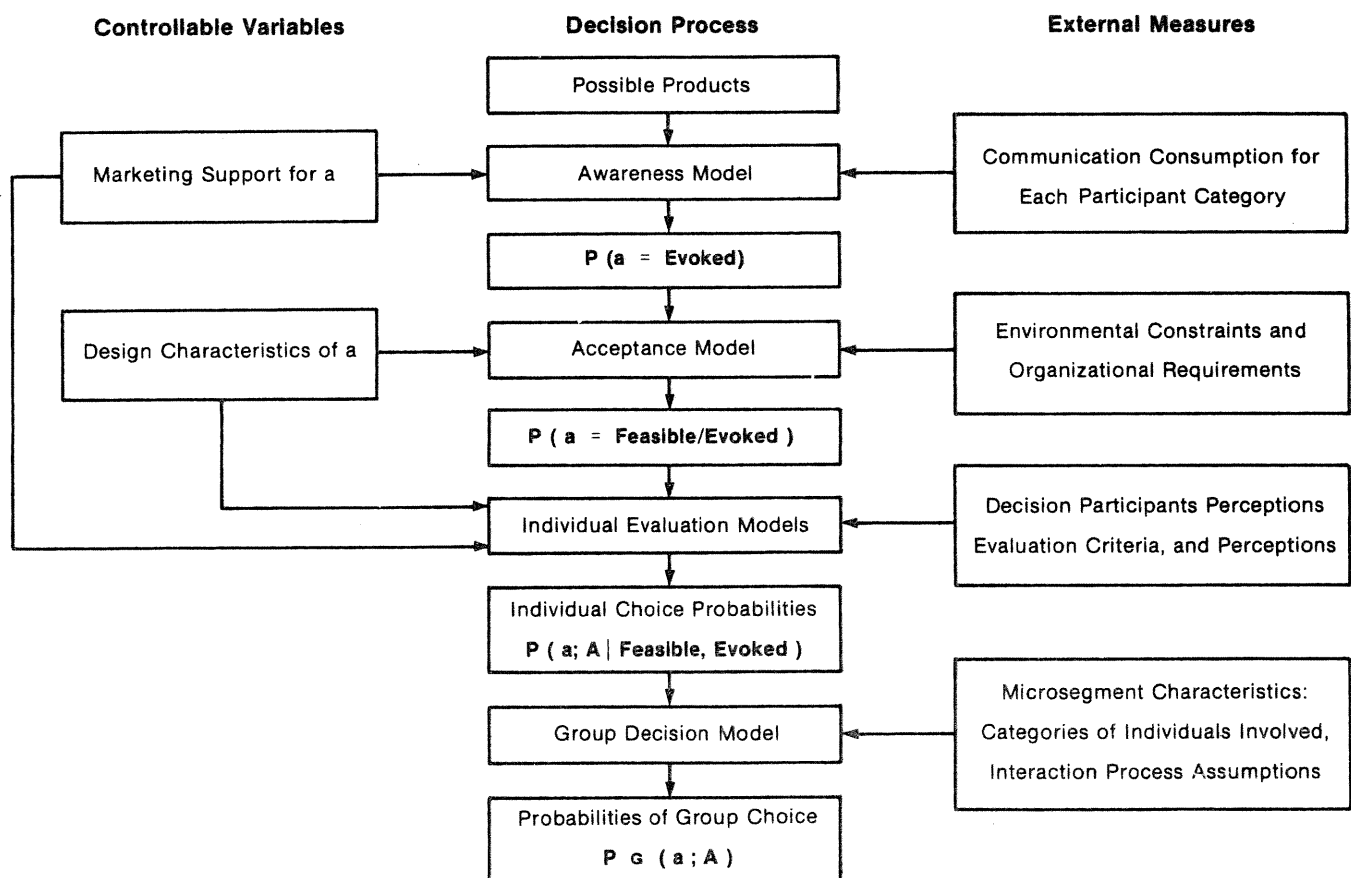 Controllable Variables
Decision Process
External Measures
Possible Products
Marketing Support for a
Awareness Model
Communication Consumption for
Each Participant Category
P (a = Evoked)
Design Characteristics of a
Acceptance Model
Environmental Constraints and
Organizational Requirements
P ( a = Feasible/Evoked )
Individual Evaluation Models
Decision Participants Perceptions
Evaluation Criteria, and Perceptions
Individual Choice Probabilities
P ( a; A | Feasible, Evoked )
Group Decision Model
Microsegment Characteristics:
Categories of Individuals Involved,
Interaction Process Assumptions
Probabilities of Group Choice
P G ( a ; A )